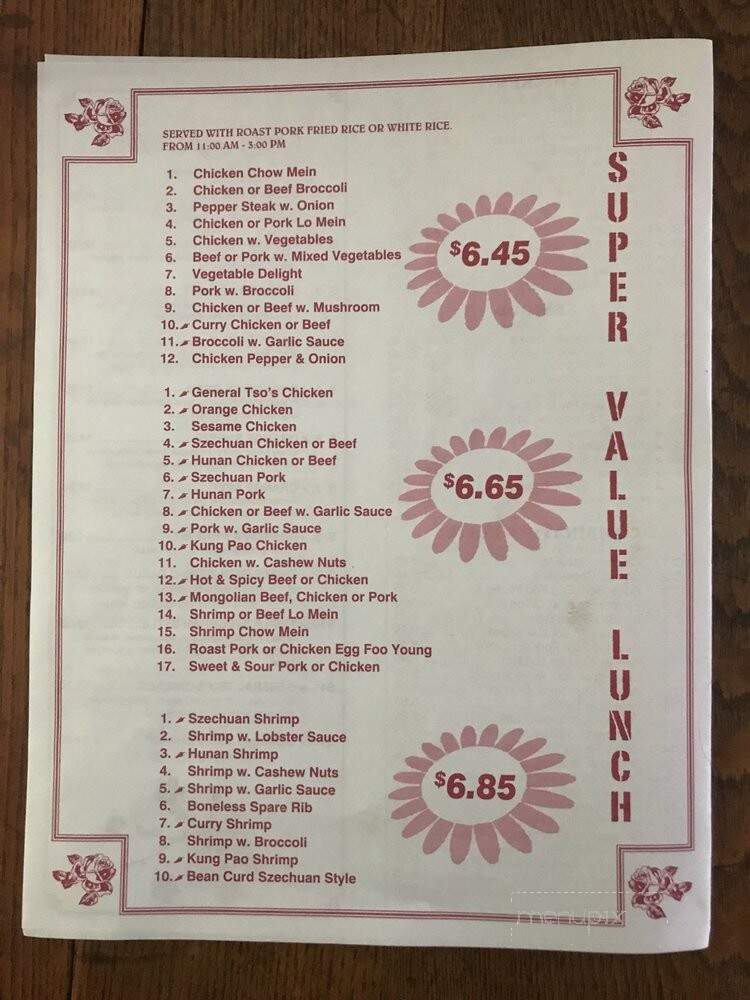 SERVED WITH ROAST PORK FRIED RICE OR WHITE RICE.
FROM 11:00 AM - 3:00 PM
1. Chicken Chow Mein
2. Chicken or Beef Broccoli
3. Pepper Steak w. Onion
4. Chicken or Pork Lo Mein
5. Chicken w. Vegetables
6. Beef or Pork w. Mixed Vegetables
7. Vegetable Delight
8. Pork w. Broccoli
9. Chicken or Beef w. Mushroom
10. Curry Chicken or Beef
11. Broccoli w. Garlic Sauce
12. Chicken Pepper & Onion
$6.45
1. General Tso's Chicken
2. Orange Chicken
3. Sesame Chicken
4. Szechuan Chicken or Beef
5. Hunan Chicken or Beef
6. Szechuan Pork
7. Hunan Pork
8. Chicken or Beef w. Garlic Sauce
9. Pork w. Garlic Sauce
10. Kung Pao Chicken
11. Chicken w. Cashew Nuts
12. Hot & Spicy Beef or Chicken
13. Mongolian Beef, Chicken or Pork
14. Shrimp or Beef Lo Mein
15. Shrimp Chow Mein
16. Roast Pork or Chicken Egg Foo Young
17. Sweet & Sour Pork or Chicken
$6.65
1. Szechuan Shrimp
2. Shrimp w. Lobster Sauce
3. Hunan Shrimp
4. Shrimp w. Cashew Nuts
5. Shrimp w. Garlic Sauce
6. Boneless Spare Rib
7. Curry Shrimp
8. Shrimp w. Broccoli
9. Kung Pao Shrimp
10. Bean Curd Szechuan Style
$6.85
SUPER VALUE LUNCH
menupix